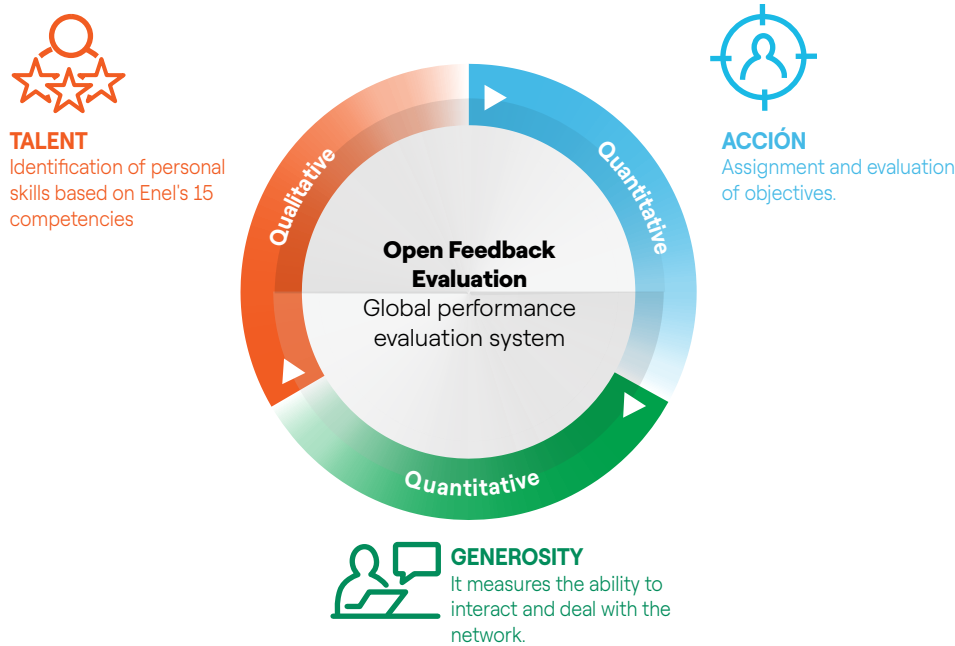 TALENT
Identification of personal
skills based on Enel's 15
competencies
ACCIÓN
Assignment and evaluation
of objectives.
Qualitative
Quantitative
Open Feedback
Evaluation
Global performance
evaluation system
Quantitative
GENEROSITY
It measures the ability to
interact and deal with the
network.